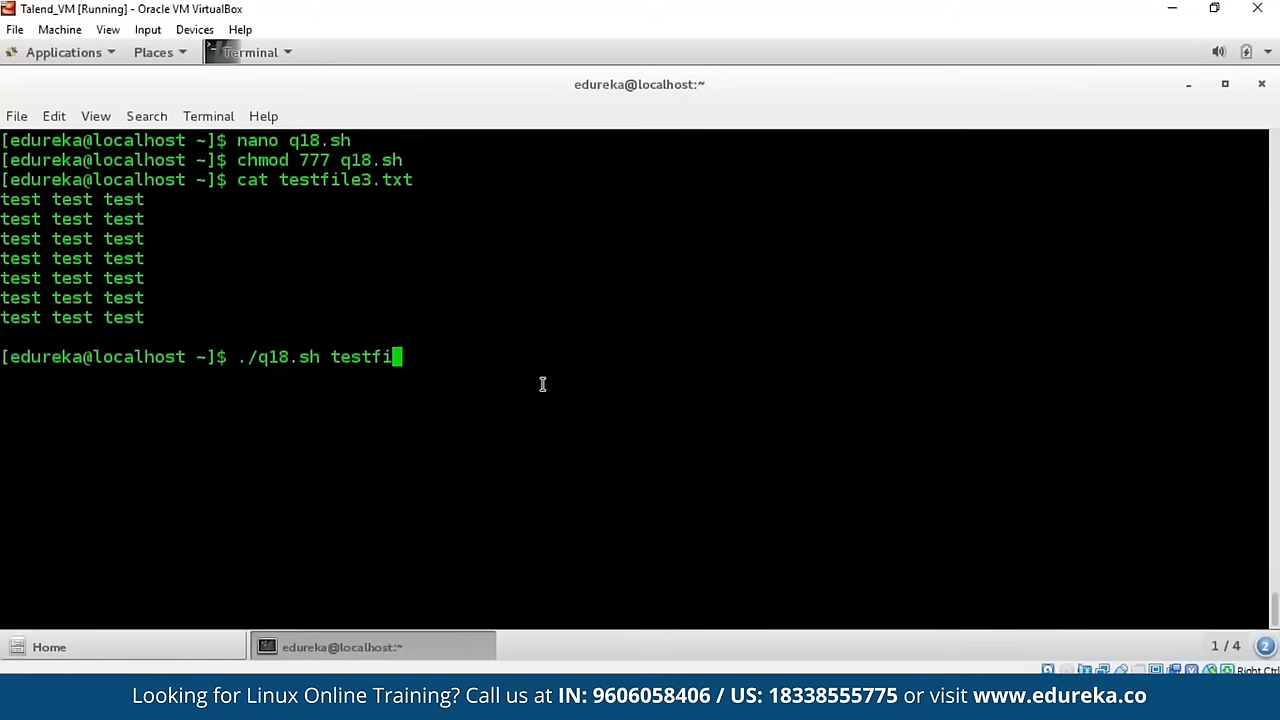 Talend_VM [Running] - Oracle VM VirtualBox
File Machine View Input Devices Help
Applications Places Terminal
edureka@localhost:~
File Edit View Search Terminal Help
[edureka@localhost ~]$ nano q18.sh
[edureka@localhost ~]$ chmod 777 q18.sh
[edureka@localhost ~]$ cat testfile3.txt
test test test
test test test
test test test
test test test
test test test
test test test
test test test
[edureka@localhost ~]$ ./q18.sh testfi
Home edureka@localhost:~ 1 / 4 2
Right Ctrl
Looking for Linux Online Training? Call us at IN: 9606058406 / US: 18338555775 or visit www.edureka.co